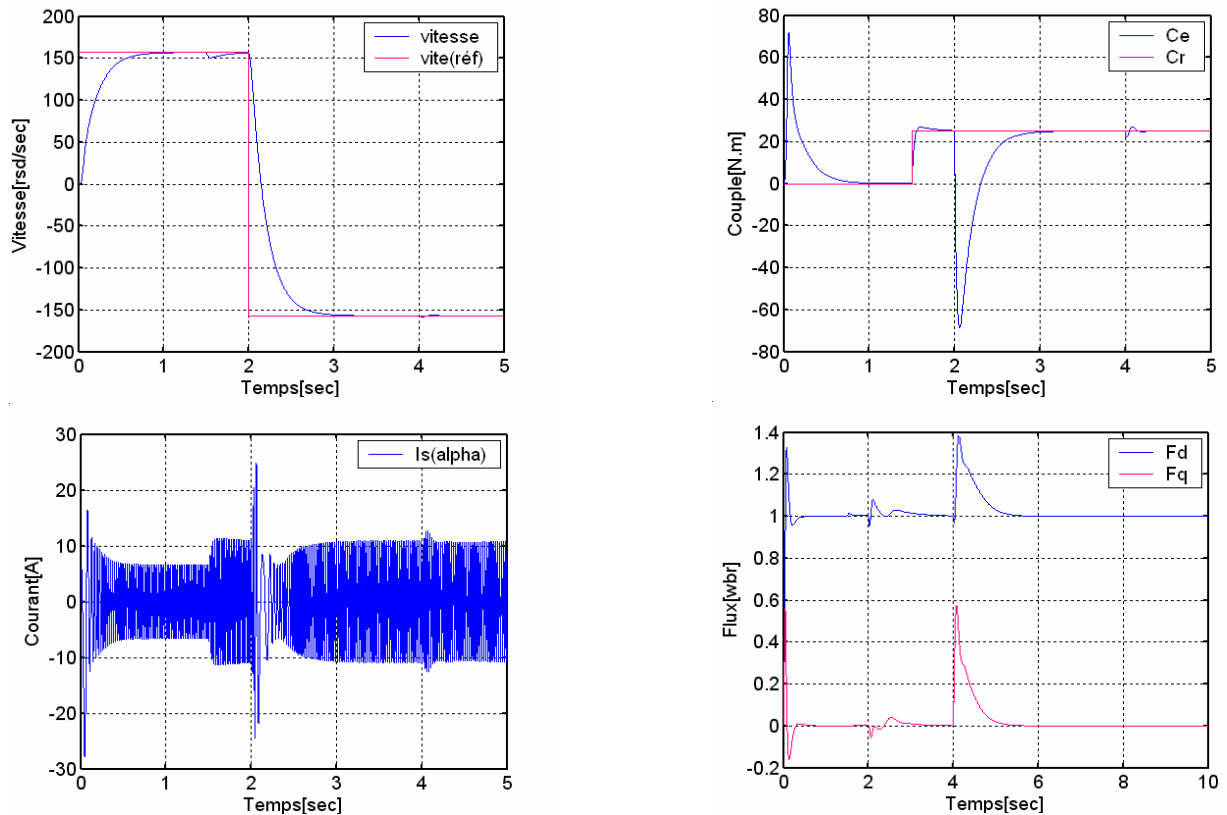 vitesse
vite(réf)
200
150
100
50
0
-50
-100
-150
-200
Vitesse[rsd/sec]
0 1 2 3 4 5
Temps[sec]
Ce
Cr
80
60
40
20
0
-20
-40
-60
-80
Couple[N.m]
0 1 2 3 4 5
Temps[sec]
Is(alpha)
30
20
10
0
-10
-20
-30
Courant[A]
0 1 2 3 4 5
Temps[sec]
Fd
Fq
1.4
1.2
1
0.8
0.6
0.4
0.2
0
-0.2
Flux[wbr]
0 2 4 6 8 10
Temps[sec]